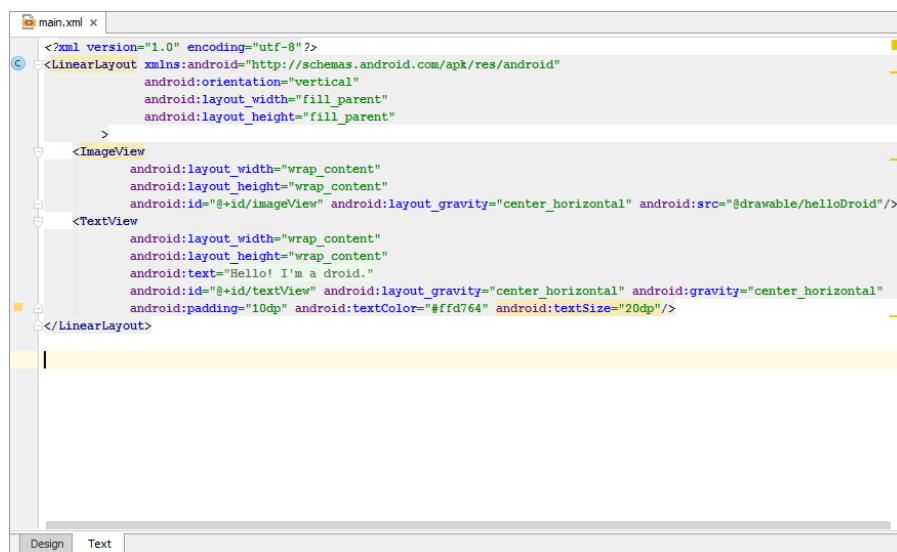 main.xml
<?xml version="1.0" encoding="utf-8"?>
<LinearLayout xmlns:android="http://schemas.android.com/apk/res/android"
android:orientation="vertical"
android:layout_width="fill_parent"
android:layout_height="fill_parent"
>
<ImageView
android:layout_width="wrap_content"
android:layout_height="wrap_content"
android:id="@+id/imageView" android:layout_gravity="center_horizontal" android:src="@drawable/helloDroid"/>
<TextView
android:layout_width="wrap_content"
android:layout_height="wrap_content"
android:text="Hello! I'm a droid."
android:id="@+id/textView" android:layout_gravity="center_horizontal" android:gravity="center_horizontal"
android:padding="10dp" android:textColor="#ffd764" android:textSize="20dp"/>
</LinearLayout>
Design Text